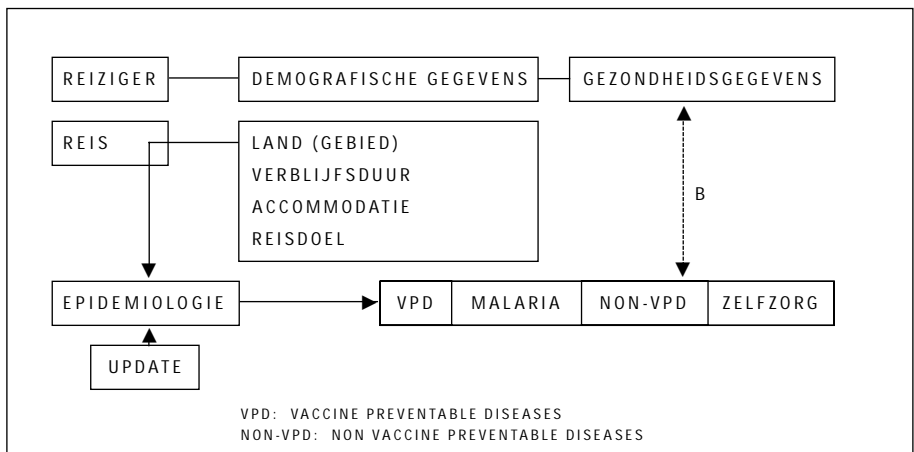 REIZIGER DEMOGRAFISCHE GEGEVENS GEZONDHEIDSGEGEVENS
REIS LAND (GEBIED)
VERBLIJFSDUUR
ACCOMMODATIE
REISDOEL
B
EPIDEMIOLOGIE VPD MALARIA NON-VPD ZELFZORG
UPDATE
VPD: VACCINE PREVENTABLE DISEASES
NON-VPD: NON VACCINE PREVENTABLE DISEASES